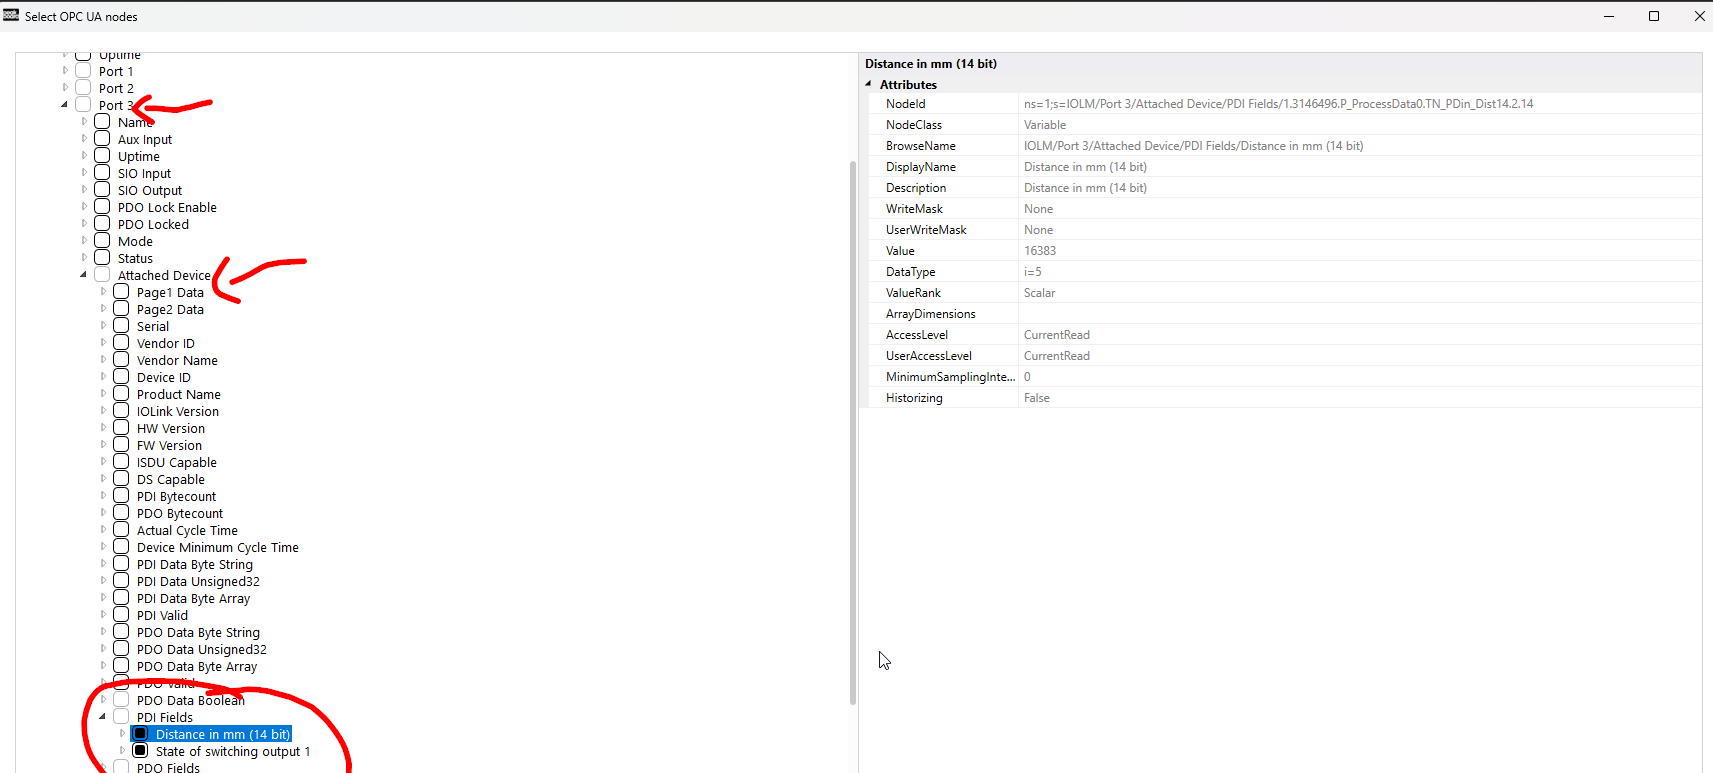 Select OPC UA nodes
Uptime
Port 1
Port 2
Port 3
Name
Aux Input
Uptime
SIO Input
SIO Output
PDO Lock Enable
PDO Locked
Mode
Status
Attached Device
Page1 Data
Page2 Data
Serial
Vendor ID
Vendor Name
Device ID
Product Name
IOLink Version
HW Version
FW Version
ISDU Capable
DS Capable
PDI Bytecount
PDO Bytecount
Actual Cycle Time
Device Minimum Cycle Time
PDI Data Byte String
PDI Data Unsigned32
PDI Data Byte Array
PDI Valid
PDO Data Byte String
PDO Data Unsigned32
PDO Data Byte Array
PDO Valid
PDO Data Boolean
PDI Fields
Distance in mm (14 bit)
State of switching output 1
PDO Fields
Distance in mm (14 bit)
Attributes
NodeId ns=1;s=IOLM/Port 3/Attached Device/PDI Fields/1.3146496.P_ProcessData0.TN_PDin_Dist14.2.14
NodeClass Variable
BrowseName IOLM/Port 3/Attached Device/PDI Fields/Distance in mm (14 bit)
DisplayName Distance in mm (14 bit)
Description Distance in mm (14 bit)
WriteMask None
UserWriteMask None
Value 16383
DataType i=5
ValueRank Scalar
ArrayDimensions
AccessLevel CurrentRead
UserAccessLevel CurrentRead
MinimumSamplingInte... 0
Historizing False